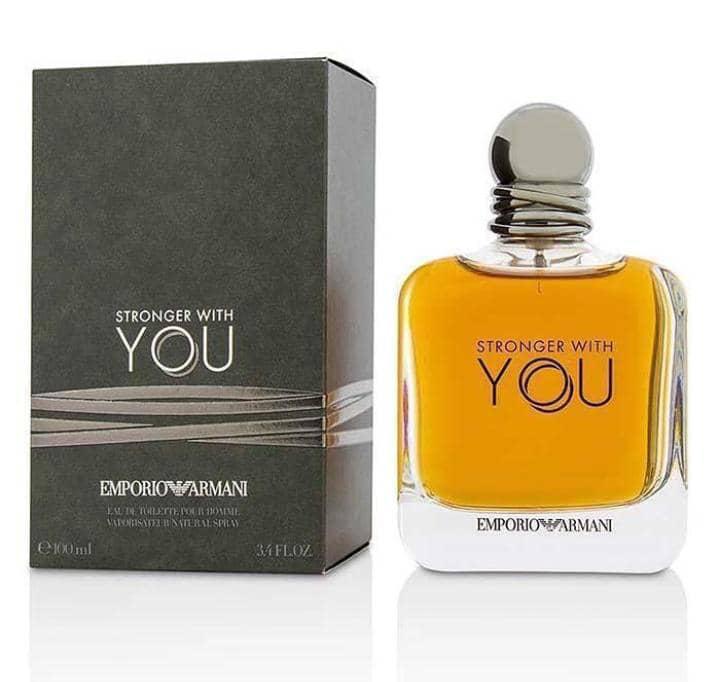 STRONGER WITH
YOU
EMPORIO ARMANI
EAU DE TOILETTE POUR HOMME
VAPORISATEUR NATURAL SPRAY
℮100 ml 3.4 FL.OZ.
STRONGER WITH
YOU
EMPORIO ARMANI